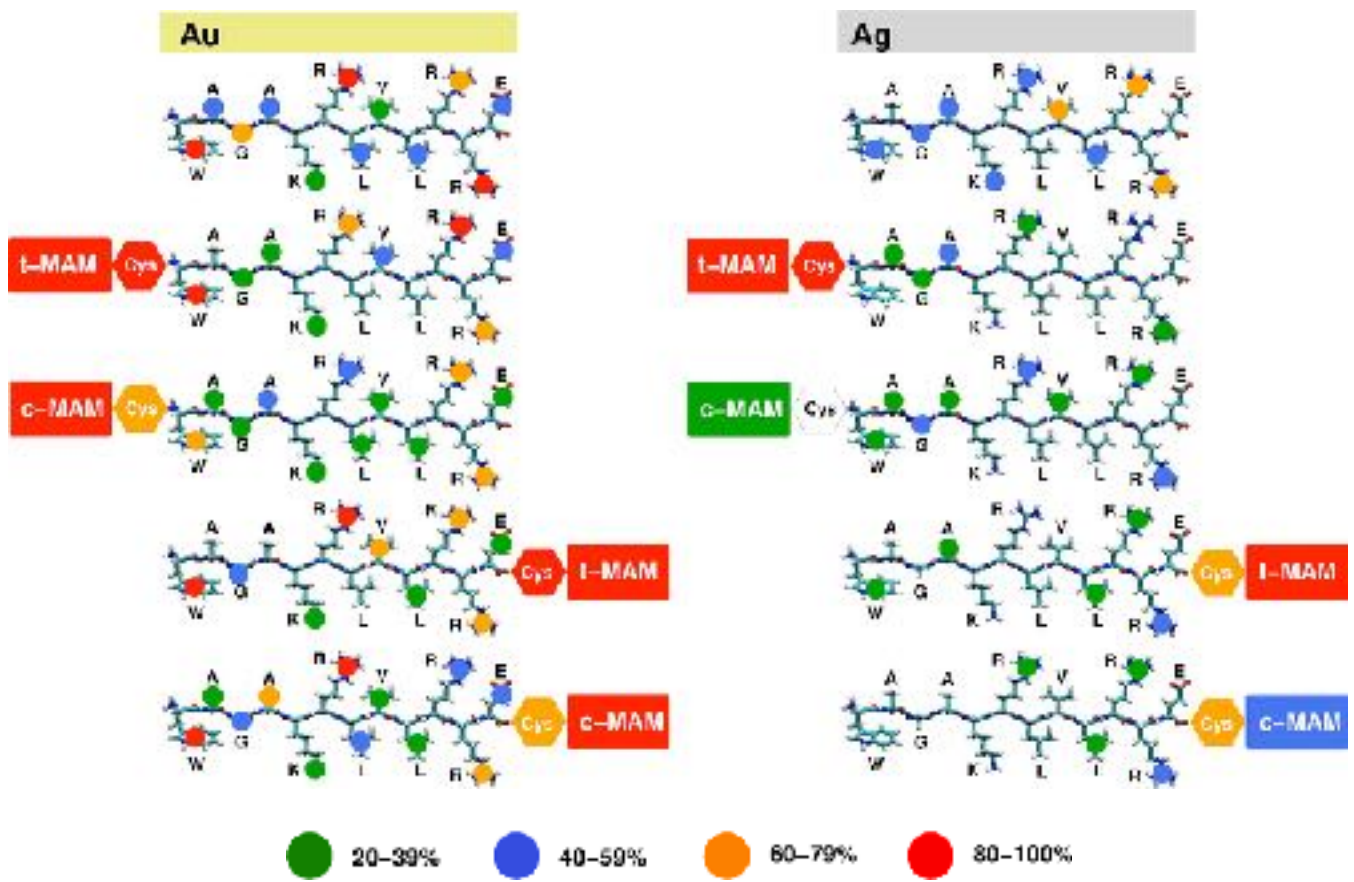 Au
Ag
A A R V R E
W G K L L R
A A R V R E
W G K L L R
t–MAM Cys
A A R V R E
W G K L L R
t–MAM Cys
A A R V R E
W G K L L R
c–MAM Cys
A A R V R E
W G K L L R
c–MAM Cys
A A R V R E
W G K L L R
A A R V R E
W G K L L R
Cys t–MAM
A A R V R E
W G K L L R
Cys t–MAM
A A R V R E
W G K L L R
Cys c–MAM
A A R V R E
W G K L L R
Cys c–MAM
20–39% 40–59% 60–79% 80–100%